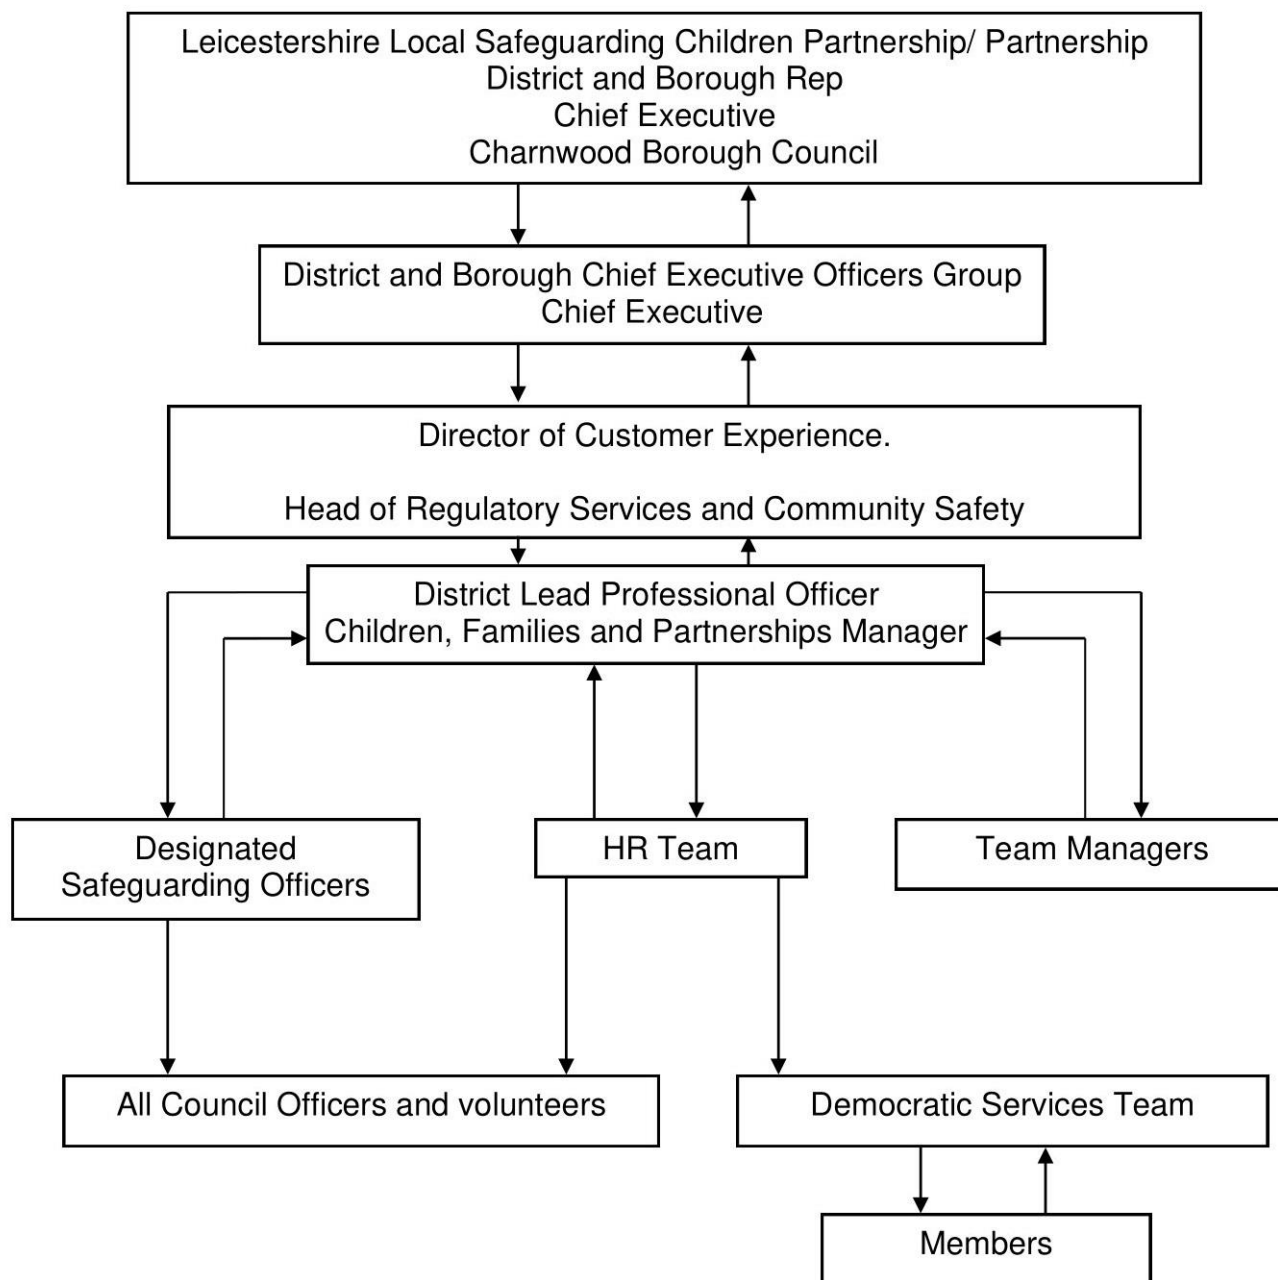 Leicestershire Local Safeguarding Children Partnership/ Partnership
District and Borough Rep
Chief Executive
Charnwood Borough Council
District and Borough Chief Executive Officers Group
Chief Executive
Director of Customer Experience.
Head of Regulatory Services and Community Safety
District Lead Professional Officer
Children, Families and Partnerships Manager
Designated
Safeguarding Officers
HR Team
Team Managers
All Council Officers and volunteers
Democratic Services Team
Members